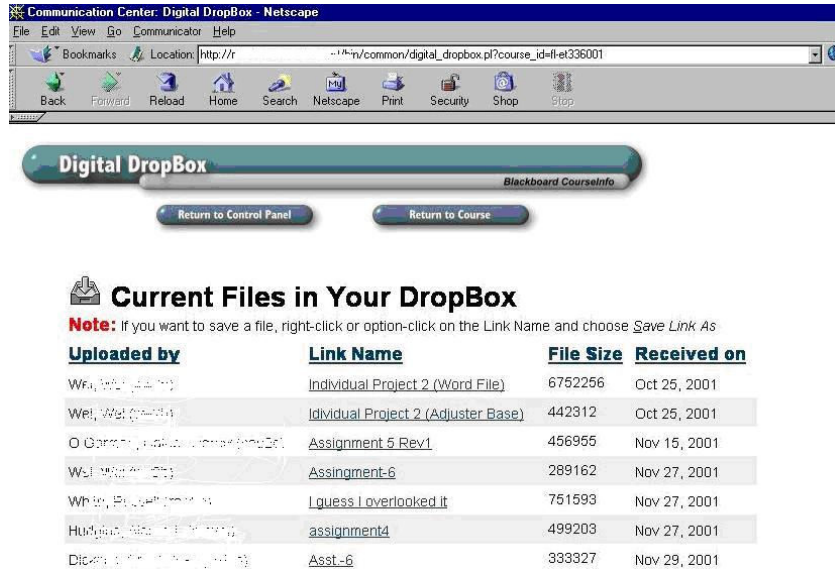 Communication Center: Digital DropBox - Netscape
File Edit View Go Communicator Help
Bookmarks Location: http://r /bin/common/digital_dropbox.pl?course_id=fl-et336001
Back Forward Reload Home Search Netscape Print Security Shop Stop
Digital DropBox
Blackboard CourseInfo
Return to Control Panel Return to Course
Current Files in Your DropBox
Note: If you want to save a file, right-click or option-click on the Link Name and choose Save Link As
Uploaded by Link Name File Size Received on
Individual Project 2 (Word File) 6752256 Oct 25, 2001
Idividual Project 2 (Adjuster Base) 442312 Oct 25, 2001
Assignment 5 Rev1 456955 Nov 15, 2001
Assingment-6 289162 Nov 27, 2001
I guess I overlooked it 751593 Nov 27, 2001
assignment4 499203 Nov 27, 2001
Asst.-6 333327 Nov 29, 2001